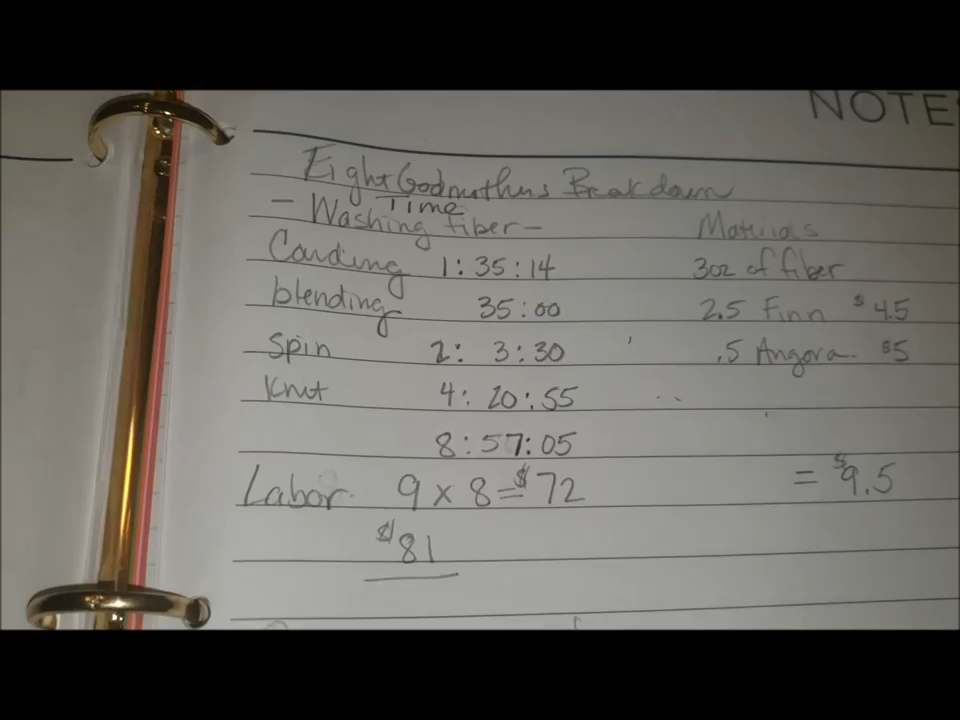 NOTE
Eight Godmothers Breakdown
Time
- Washing fiber -
Materials
Carding 1:35:14
3oz of fiber
blending 35:00
2.5 Finn $4.5
Spin 2: 3:30
.5 Angora $5
Knit 4: 20:55
8:57:05
Labor 9 x 8 = $72
= $9.5
$81